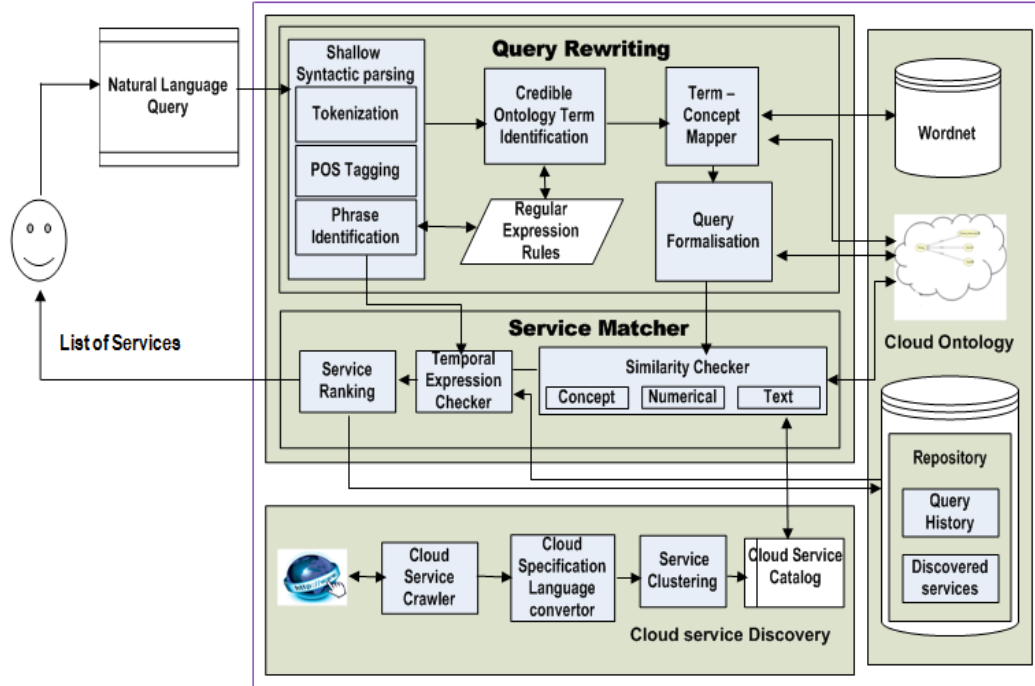 Natural Language
Query
List of Services
Query Rewriting
Shallow
Syntactic parsing
Tokenization
POS Tagging
Phrase
Identification
Credible
Ontology Term
Identification
Regular
Expression
Rules
Term –
Concept
Mapper
Query
Formalisation
Service Matcher
Service
Ranking
Temporal
Expression
Checker
Similarity Checker
Concept
Numerical
Text
http://www
Cloud
Service
Crawler
Cloud
Specification
Language
convertor
Service
Clustering
Cloud Service
Catalog
Cloud service Discovery
Wordnet
Cloud Ontology
Repository
Query
History
Discovered
services